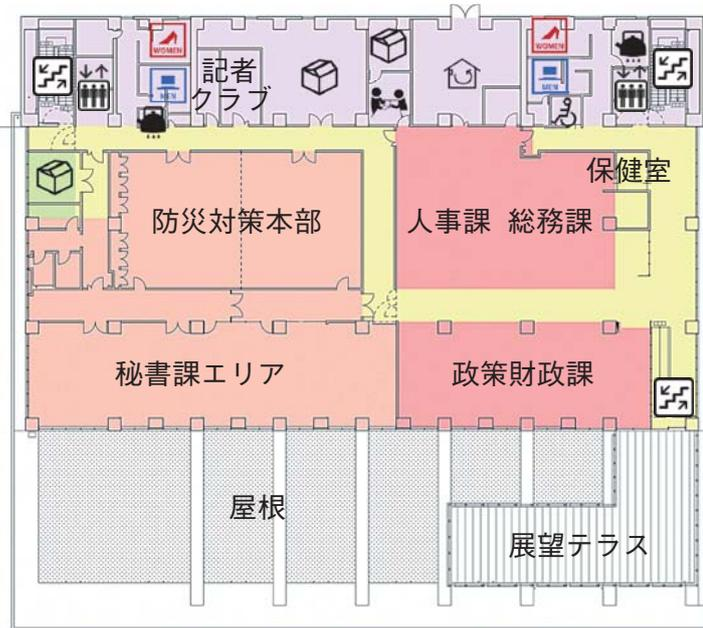 WOMEN
MEN
記者
クラブ
WOMEN
MEN
保健室
防災対策本部
人事課 総務課
秘書課エリア
政策財政課
屋根
展望テラス